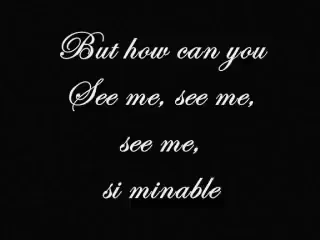 But how can you
See me, see me,
see me,
si minable